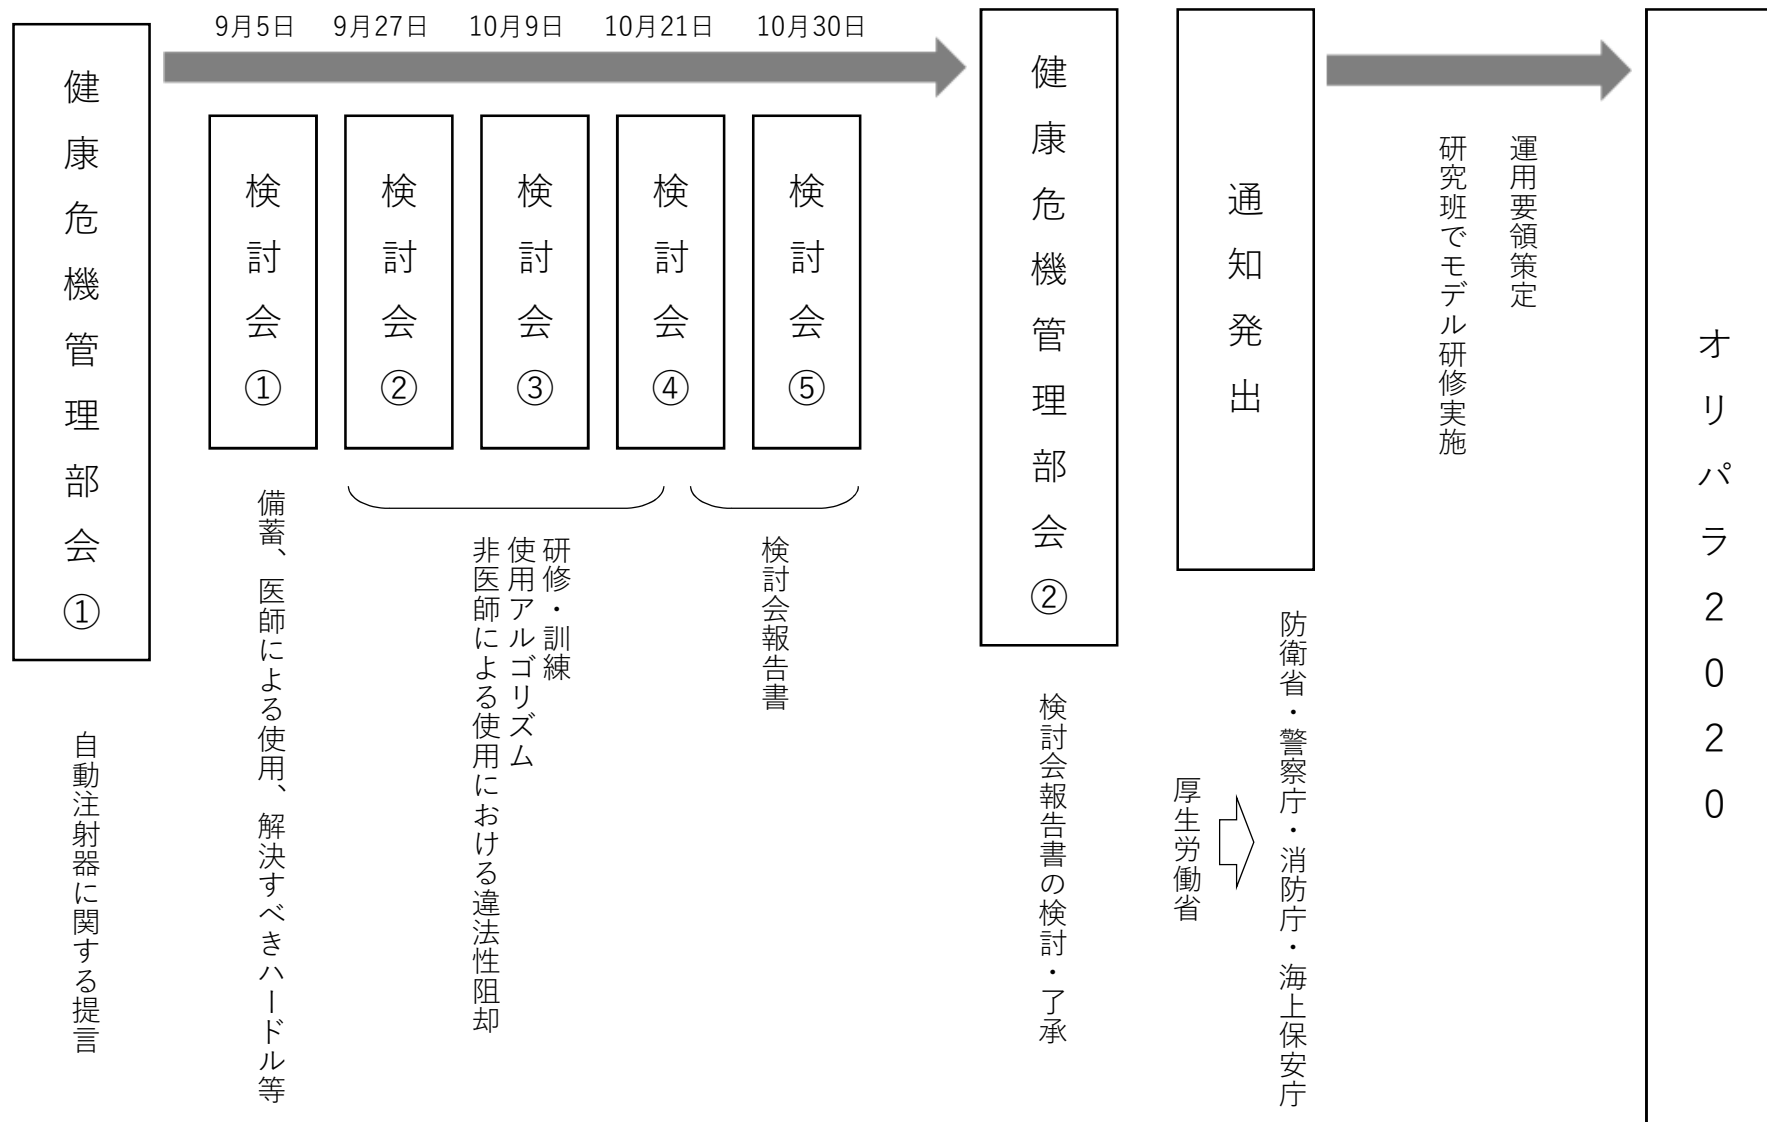 9月5日
9月27日
10月9日
10月21日
10月30日
健康危機管理部会①
検討会①
検討会②
検討会③
検討会④
検討会⑤
健康危機管理部会②
通知発出
運用要領策定
研究班でモデル研修実施
オリパラ2020
自動注射器に関する提言
備蓄、医師による使用、解決すべきハードル等
研修・訓練
使用アルゴリズム
非医師による使用における違法性阻却
検討会報告書
検討会報告書の検討・了承
厚生労働省
防衛省・警察庁・消防庁・海上保安庁